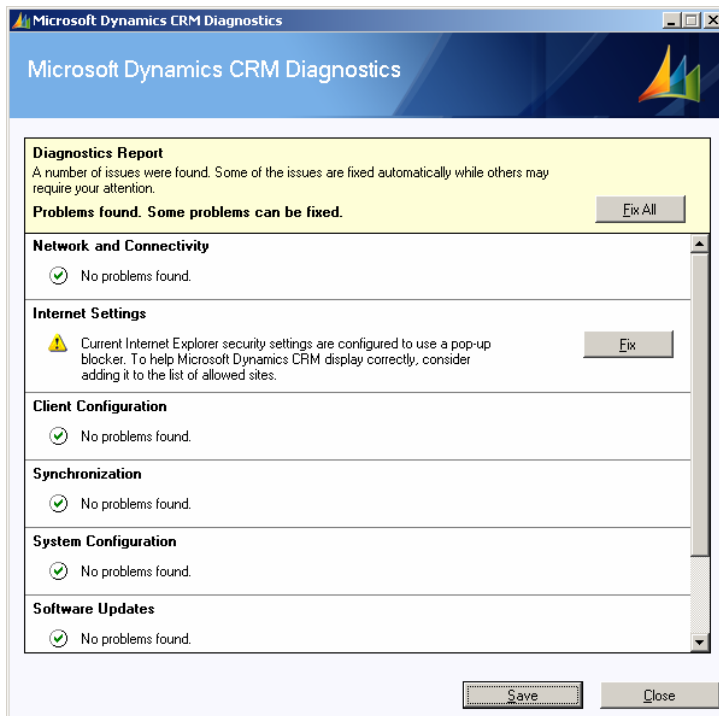 Microsoft Dynamics CRM Diagnostics
Microsoft Dynamics CRM Diagnostics
Diagnostics Report
A number of issues were found. Some of the issues are fixed automatically while others may
require your attention.
Problems found. Some problems can be fixed.
Fix All
Network and Connectivity
No problems found.
Internet Settings
Current Internet Explorer security settings are configured to use a pop-up
blocker. To help Microsoft Dynamics CRM display correctly, consider
adding it to the list of allowed sites.
Fix
Client Configuration
No problems found.
Synchronization
No problems found.
System Configuration
No problems found.
Software Updates
No problems found.
Save
Close